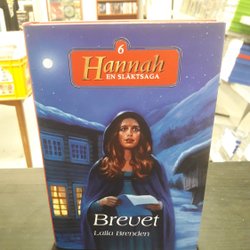 6
Hannah
EN SLÄKTSAGA
Brevet
Laila Brenden